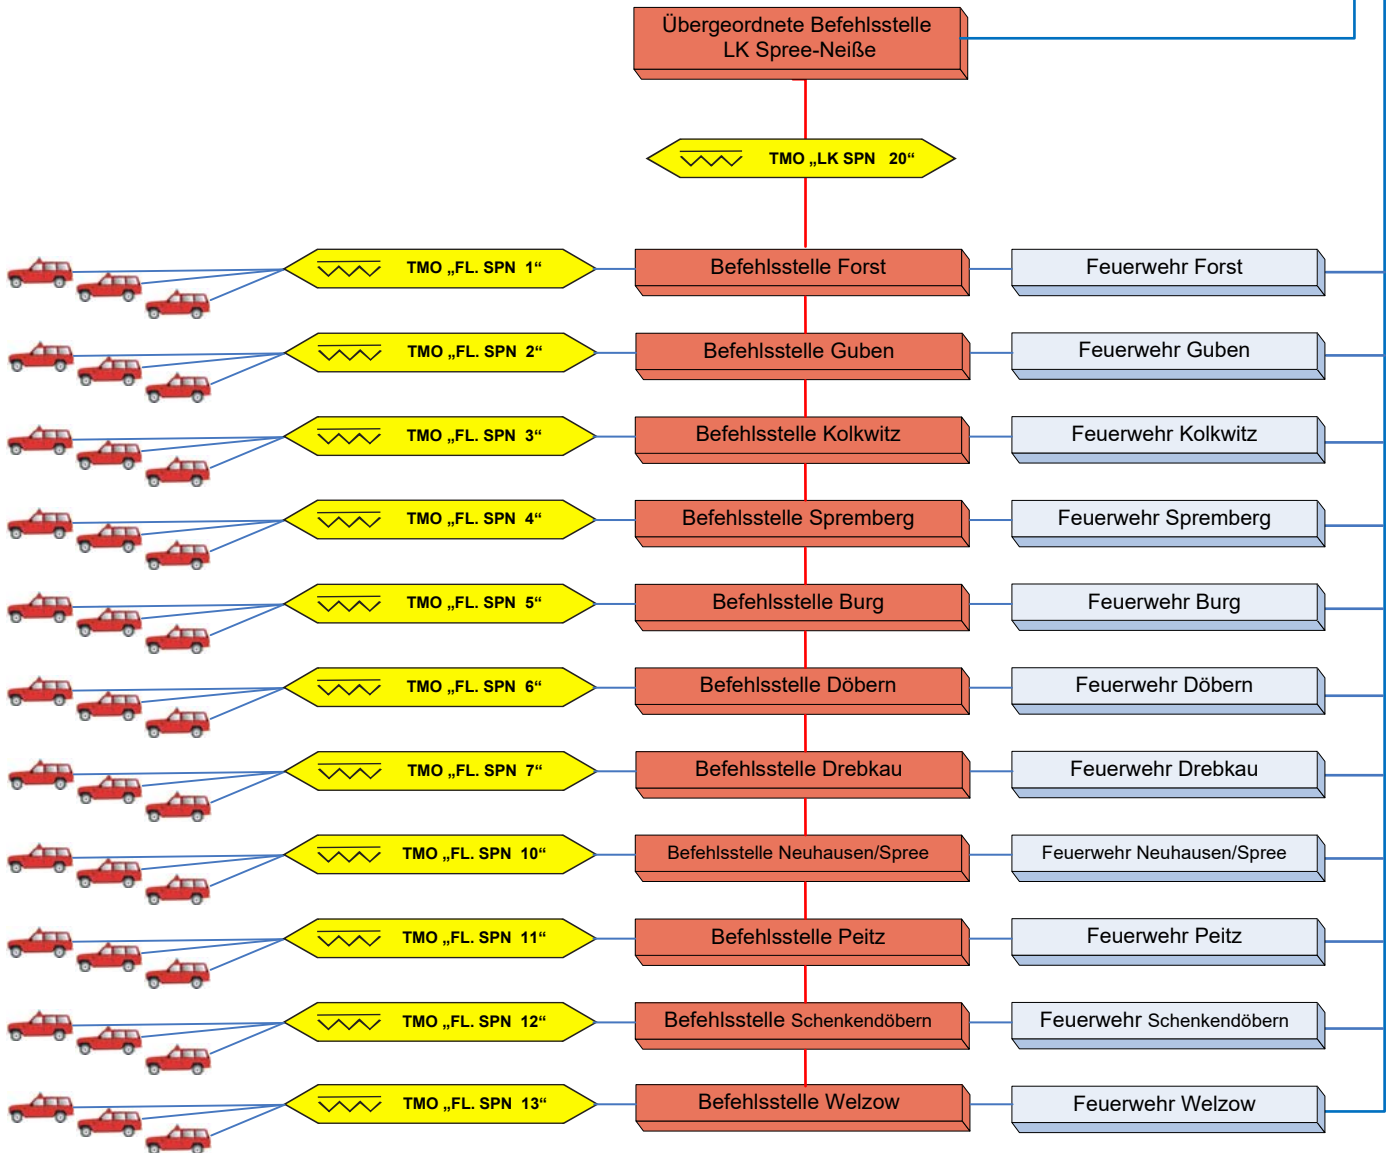 Übergeordnete Befehlsstelle
LK Spree-Neiße
TMO „LK SPN 20“
TMO „FL. SPN 1“
Befehlsstelle Forst
Feuerwehr Forst
TMO „FL. SPN 2“
Befehlsstelle Guben
Feuerwehr Guben
TMO „FL. SPN 3“
Befehlsstelle Kolkwitz
Feuerwehr Kolkwitz
TMO „FL. SPN 4“
Befehlsstelle Spremberg
Feuerwehr Spremberg
TMO „FL. SPN 5“
Befehlsstelle Burg
Feuerwehr Burg
TMO „FL. SPN 6“
Befehlsstelle Döbern
Feuerwehr Döbern
TMO „FL. SPN 7“
Befehlsstelle Drebkau
Feuerwehr Drebkau
TMO „FL. SPN 10“
Befehlsstelle Neuhausen/Spree
Feuerwehr Neuhausen/Spree
TMO „FL. SPN 11“
Befehlsstelle Peitz
Feuerwehr Peitz
TMO „FL. SPN 12“
Befehlsstelle Schenkendöbern
Feuerwehr Schenkendöbern
TMO „FL. SPN 13“
Befehlsstelle Welzow
Feuerwehr Welzow